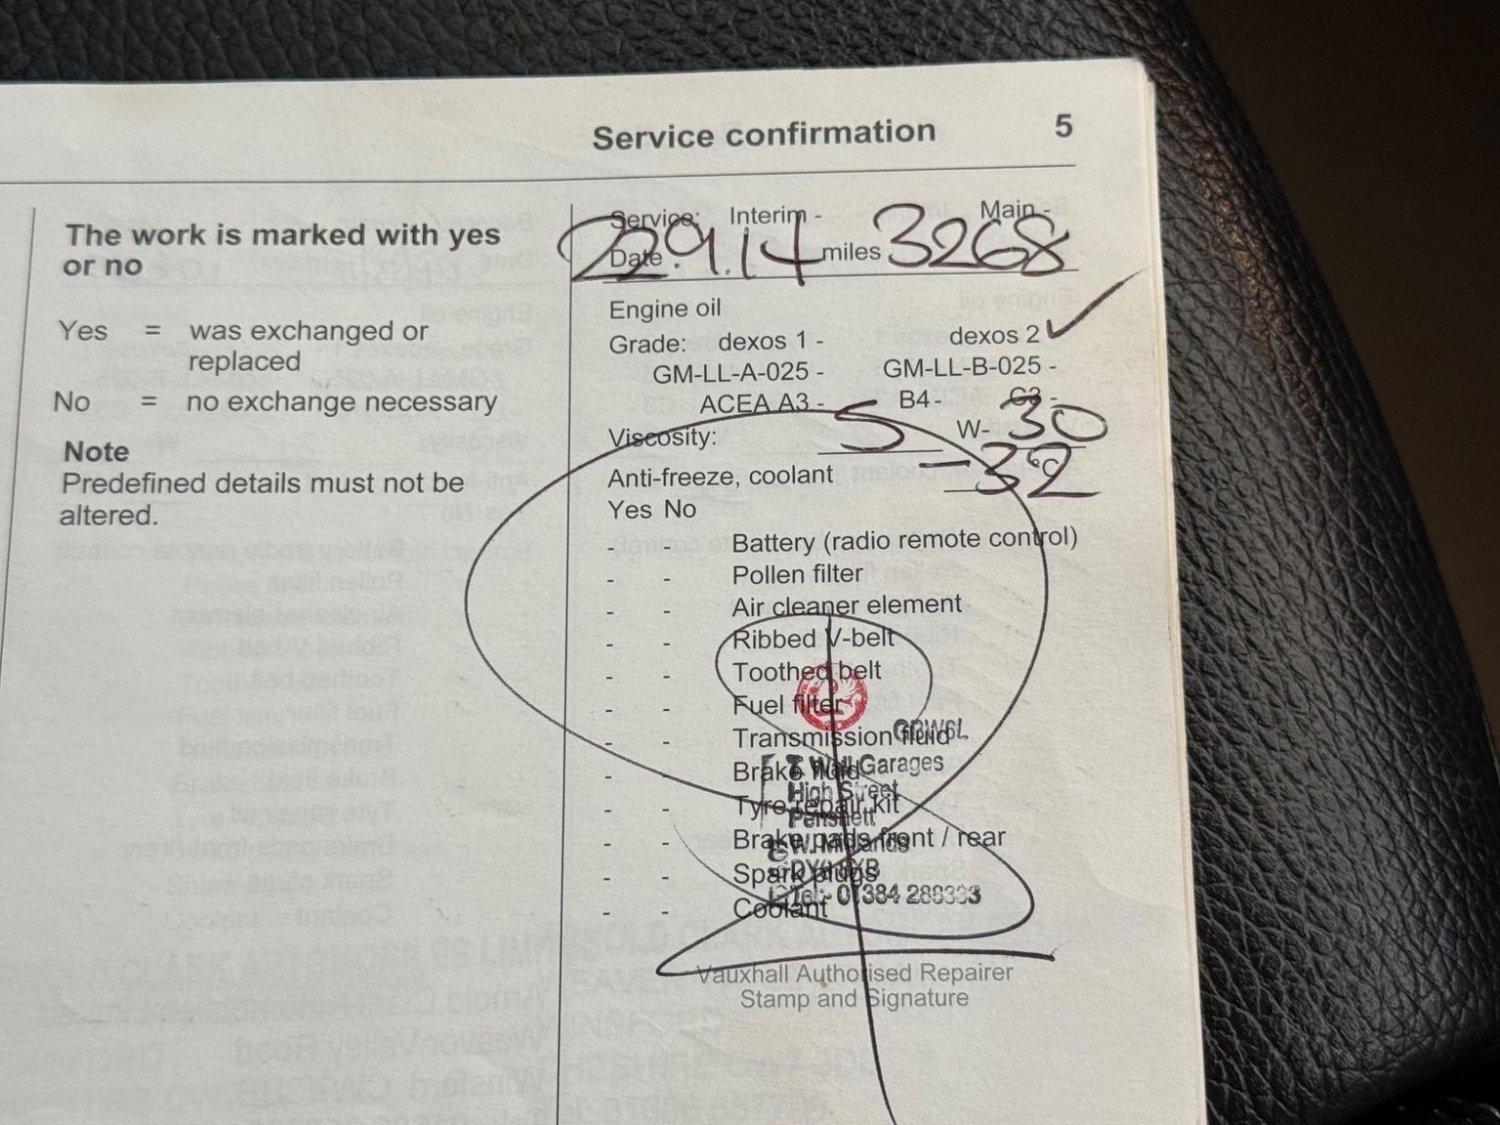 Service confirmation 5
The work is marked with yes
or no
Yes = was exchanged or
replaced
No = no exchange necessary
Note
Predefined details must not be
altered.
Service: Interim - Main -
Date 22.9.14 miles 3268
Engine oil
Grade: dexos 1 - dexos 2 ✓
GM-LL-A-025 - GM-LL-B-025 -
ACEA A3 - B4 - C3 -
Viscosity: 5 W- 30
Anti-freeze, coolant -32 °C
Yes No
- - Battery (radio remote control)
- - Pollen filter
- - Air cleaner element
- - Ribbed V-belt
- - Toothed belt
- - Fuel filter
- - Transmission fluid
- - Brake fluid
- - Tyre repair kit
- - Brake pads front / rear
- - Spark plugs
- - Coolant
Garages
High Street
Pensnett
W. Midlands
Tel:- 01384
Vauxhall Authorised Repairer
Stamp and Signature